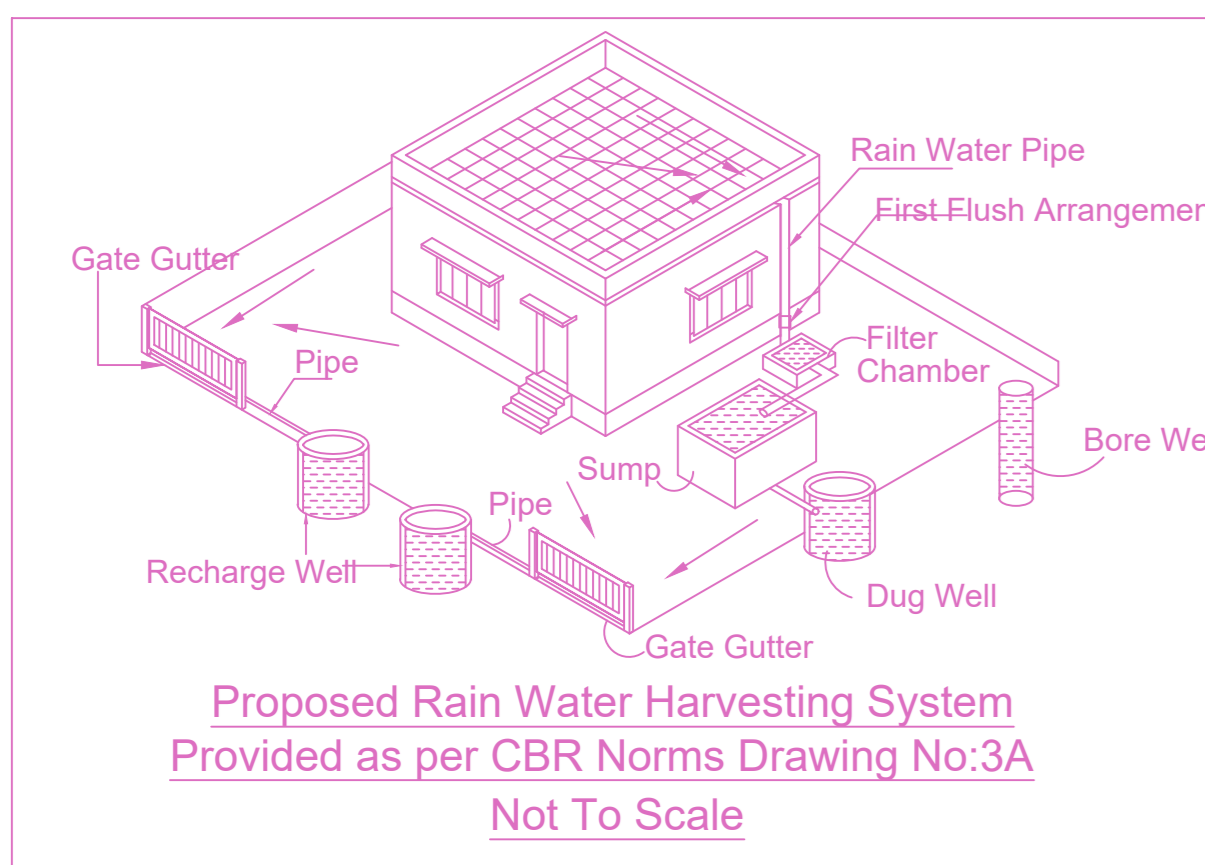 Rain Water Pipe
First Flush Arrangemen
Gate Gutter
Pipe
Filter
Chamber
Bore We
Sump
Pipe
Recharge Well
Dug Well
Gate Gutter
Proposed Rain Water Harvesting System
Provided as per CBR Norms Drawing No:3A
Not To Scale